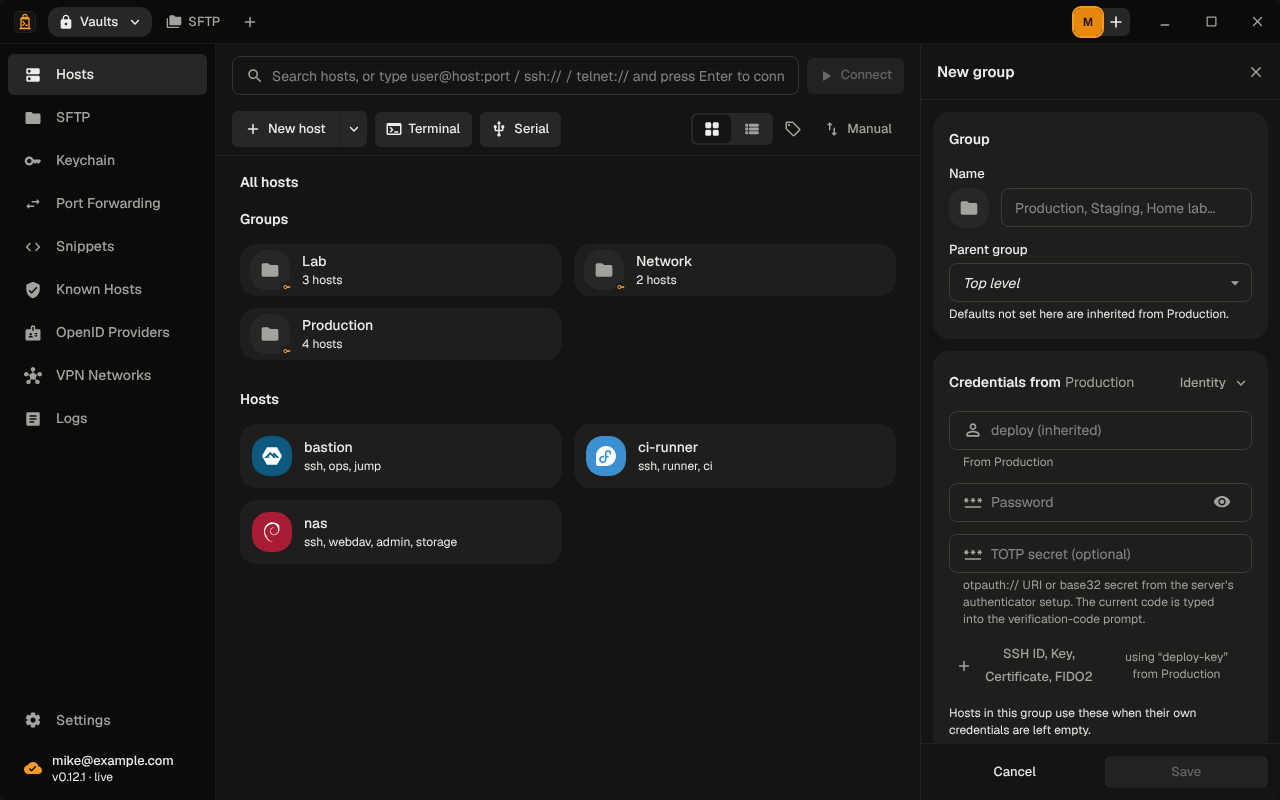 Vaults
SFTP
M
Hosts
SFTP
Keychain
Port Forwarding
Snippets
Known Hosts
OpenID Providers
VPN Networks
Logs
Settings
mike@example.com
v0.12.1 · live
Search hosts, or type user@host:port / ssh:// / telnet:// and press Enter to conn
Connect
New host
Terminal
Serial
Manual
All hosts
Groups
Lab
3 hosts
Network
2 hosts
Production
4 hosts
Hosts
bastion
ssh, ops, jump
ci-runner
ssh, runner, ci
nas
ssh, webdav, admin, storage
New group
Group
Name
Production, Staging, Home lab…
Parent group
Top level
Defaults not set here are inherited from Production.
Credentials from Production
Identity
deploy (inherited)
From Production
Password
TOTP secret (optional)
otpauth:// URI or base32 secret from the server's
authenticator setup. The current code is typed
into the verification-code prompt.
SSH ID, Key,
Certificate, FIDO2
using “deploy-key”
from Production
Hosts in this group use these when their own
credentials are left empty.
Cancel
Save